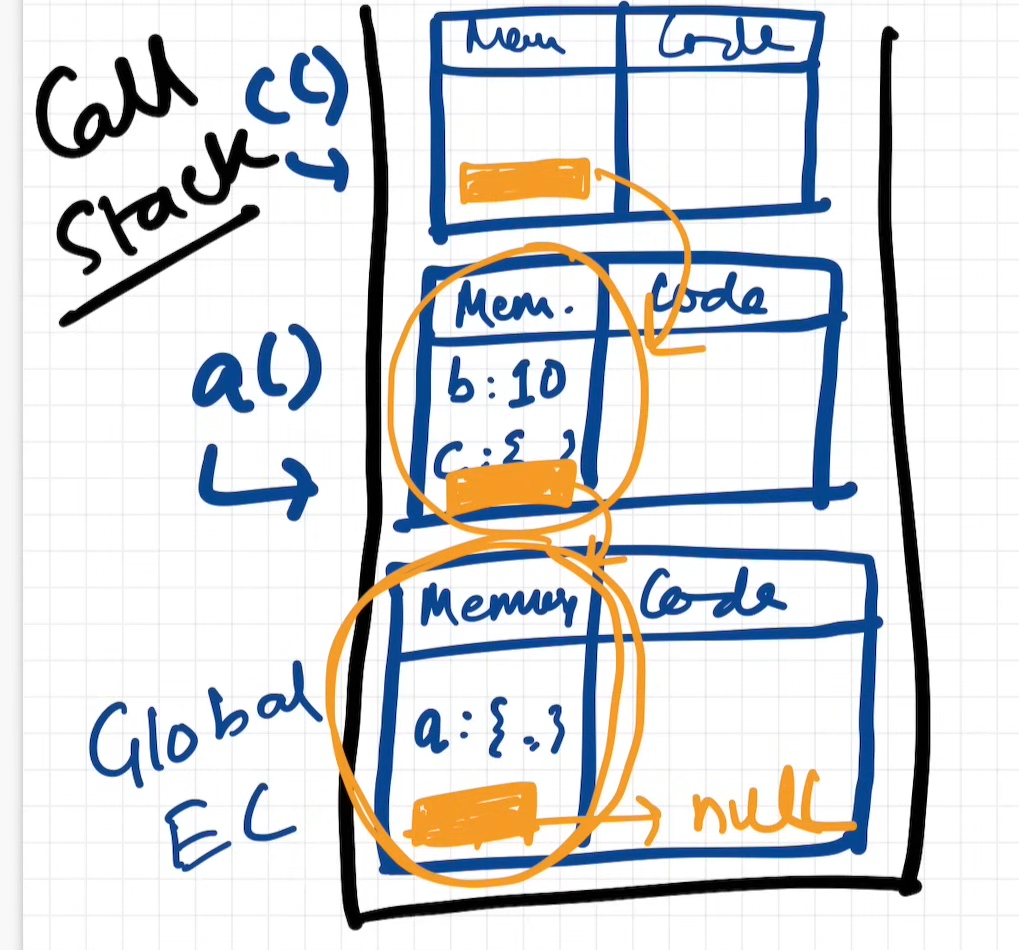 Call
Stack
c()
Mem
Code
a()
Mem.
Code
b:10
c:{ }
Global
EC
Memory
Code
a:{..}
null